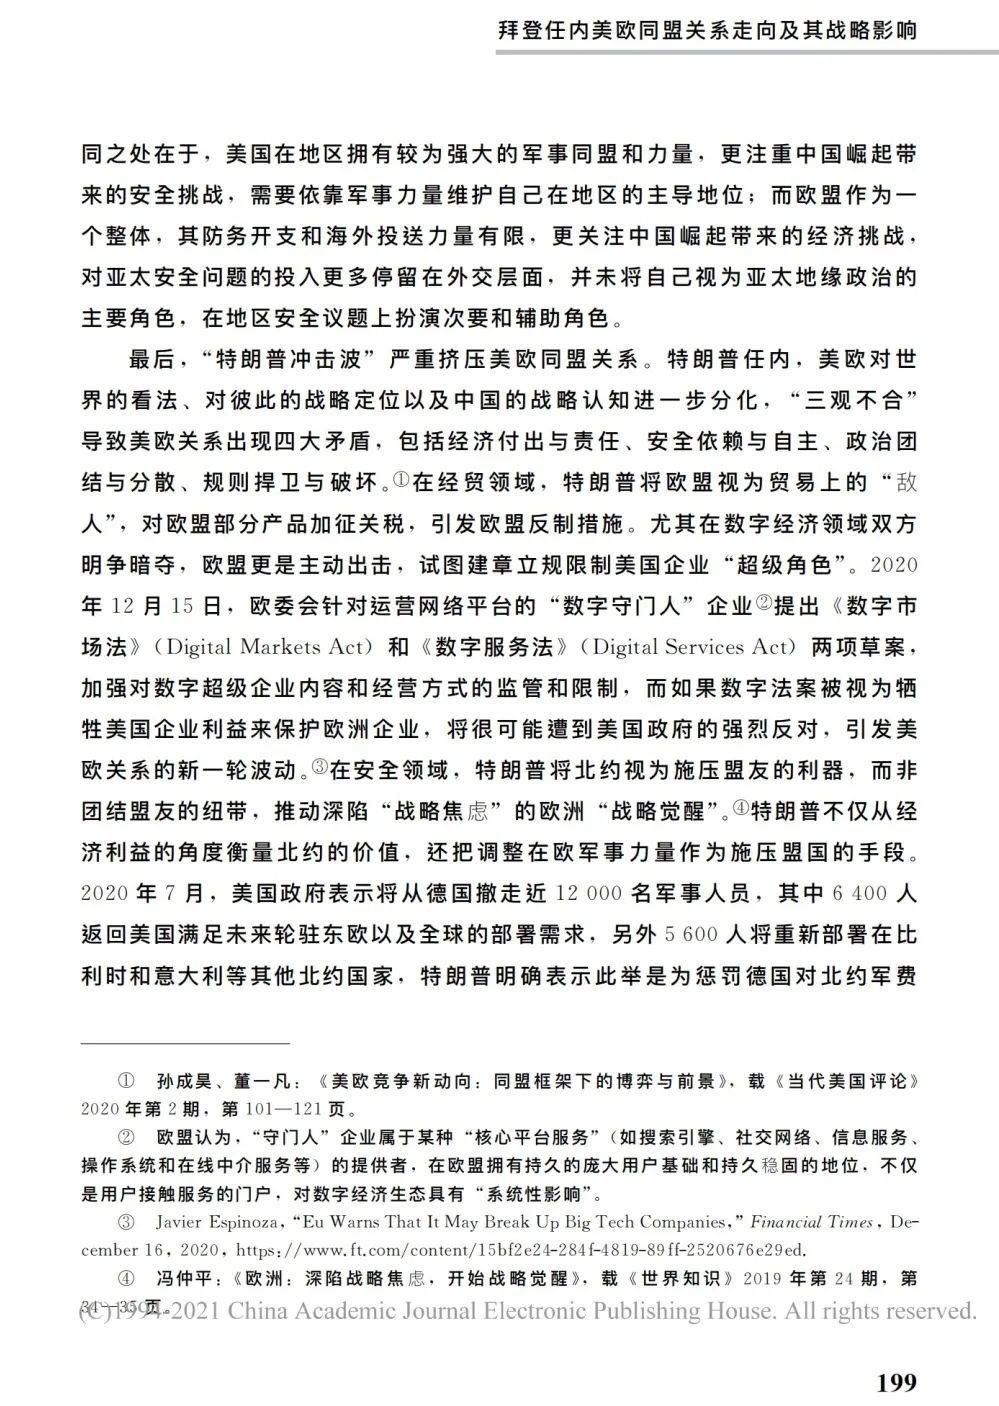 拜登任内美欧同盟关系走向及其战略影响
同之处在于，美国在地区拥有较为强大的军事同盟和力量，更注重中国崛起带
来的安全挑战，需要依靠军事力量维护自己在地区的主导地位；而欧盟作为一
个整体，其防务开支和海外投送力量有限，更关注中国崛起带来的经济挑战，
对亚太安全问题的投入更多停留在外交层面，并未将自己视为亚太地缘政治的
主要角色，在地区安全议题上扮演次要和辅助角色。
最后，“特朗普冲击波”严重挤压美欧同盟关系。特朗普任内，美欧对世
界的看法、对彼此的战略定位以及中国的战略认知进一步分化，“三观不合”
导致美欧关系出现四大矛盾，包括经济付出与责任、安全依赖与自主、政治团
结与分散、规则捍卫与破坏。①在经贸领域，特朗普将欧盟视为贸易上的“敌
人”，对欧盟部分产品加征关税，引发欧盟反制措施。尤其在数字经济领域双方
明争暗夺，欧盟更是主动出击，试图建章立规限制美国企业“超级角色”。2020
年 12 月 15 日，欧委会针对运营网络平台的“数字守门人”企业②提出《数字市
场法》（Digital Markets Act）和《数字服务法》（Digital Services Act）两项草案，
加强对数字超级企业内容和经营方式的监管和限制，而如果数字法案被视为牺
牲美国企业利益来保护欧洲企业，将很可能遭到美国政府的强烈反对，引发美
欧关系的新一轮波动。③在安全领域，特朗普将北约视为施压盟友的利器，而非
团结盟友的纽带，推动深陷“战略焦虑”的欧洲“战略觉醒”。④特朗普不仅从经
济利益的角度衡量北约的价值，还把调整在欧军事力量作为施压盟国的手段。
2020 年 7 月，美国政府表示将从德国撤走近 12 000 名军事人员，其中 6 400 人
返回美国满足未来轮驻东欧以及全球的部署需求，另外 5 600 人将重新部署在比
利时和意大利等其他北约国家，特朗普明确表示此举是为惩罚德国对北约军费
① 孙成昊、董一凡：《美欧竞争新动向：同盟框架下的博弈与前景》，载《当代美国评论》
2020 年第 2 期，第 101—121 页。
② 欧盟认为，“守门人”企业属于某种“核心平台服务”（如搜索引擎、社交网络、信息服务、
操作系统和在线中介服务等）的提供者，在欧盟拥有持久的庞大用户基础和持久稳固的地位，不仅
是用户接触服务的门户，对数字经济生态具有“系统性影响”。
③ Javier Espinoza, “Eu Warns That It May Break Up Big Tech Companies,” Financial Times, De-
cember 16, 2020, https://www.ft.com/content/15bf2e24-284f-4819-89ff-2520676e29ed.
④ 冯仲平：《欧洲：深陷战略焦虑，开始战略觉醒》，载《世界知识》2019 年第 24 期，第
34—35 页。
(C)1994-2021 China Academic Journal Electronic Publishing House. All rights reserved.
199